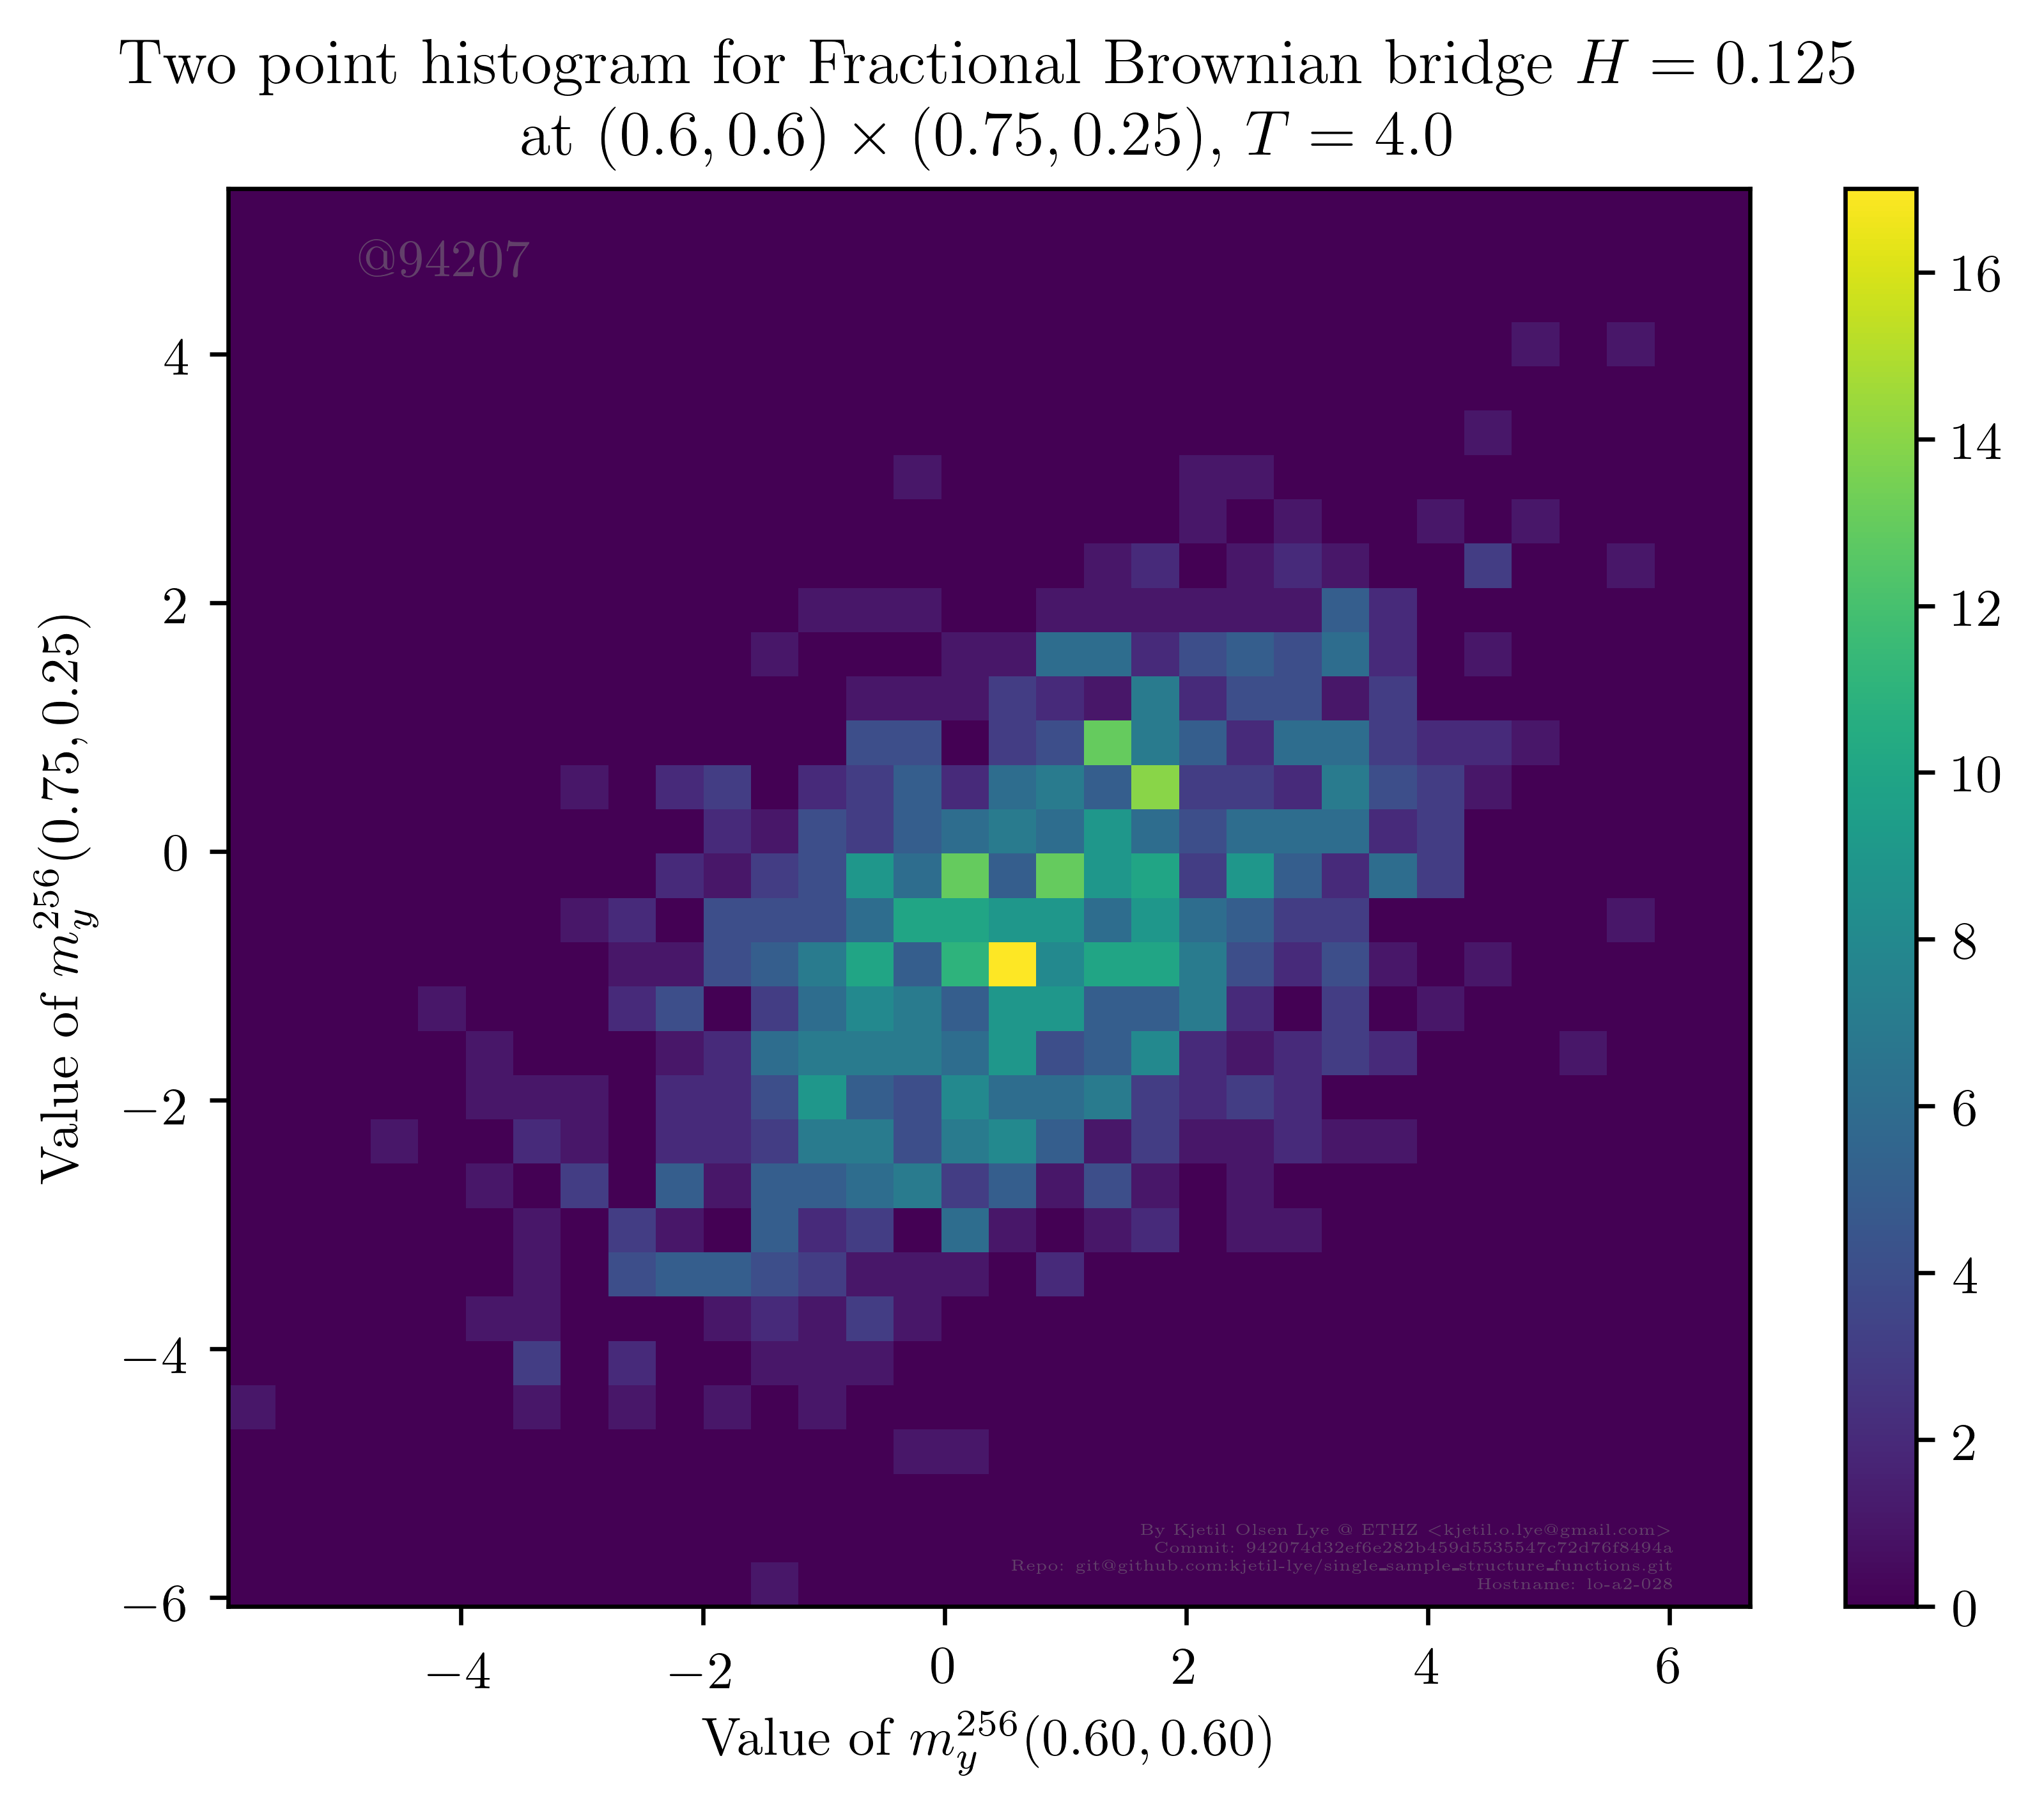 Two point histogram for Fractional Brownian bridge H = 0.125
at (0.6, 0.6) × (0.75, 0.25), T = 4.0
@94207
4
2
0
−2
−4
−6
Value of m_y^{256}(0.75, 0.25)
−4 −2 0 2 4 6
Value of m_y^{256}(0.60, 0.60)
16
14
12
10
8
6
4
2
0
By Kjetil Olsen Lye @ ETHZ <kjetil.o.lye@gmail.com>
Commit: 942074d32ef6e282b459d5535547c72d76f8494a
Repo: git@github.com:kjetil-lye/single_sample_structure_functions.git
Hostname: lo-a2-028